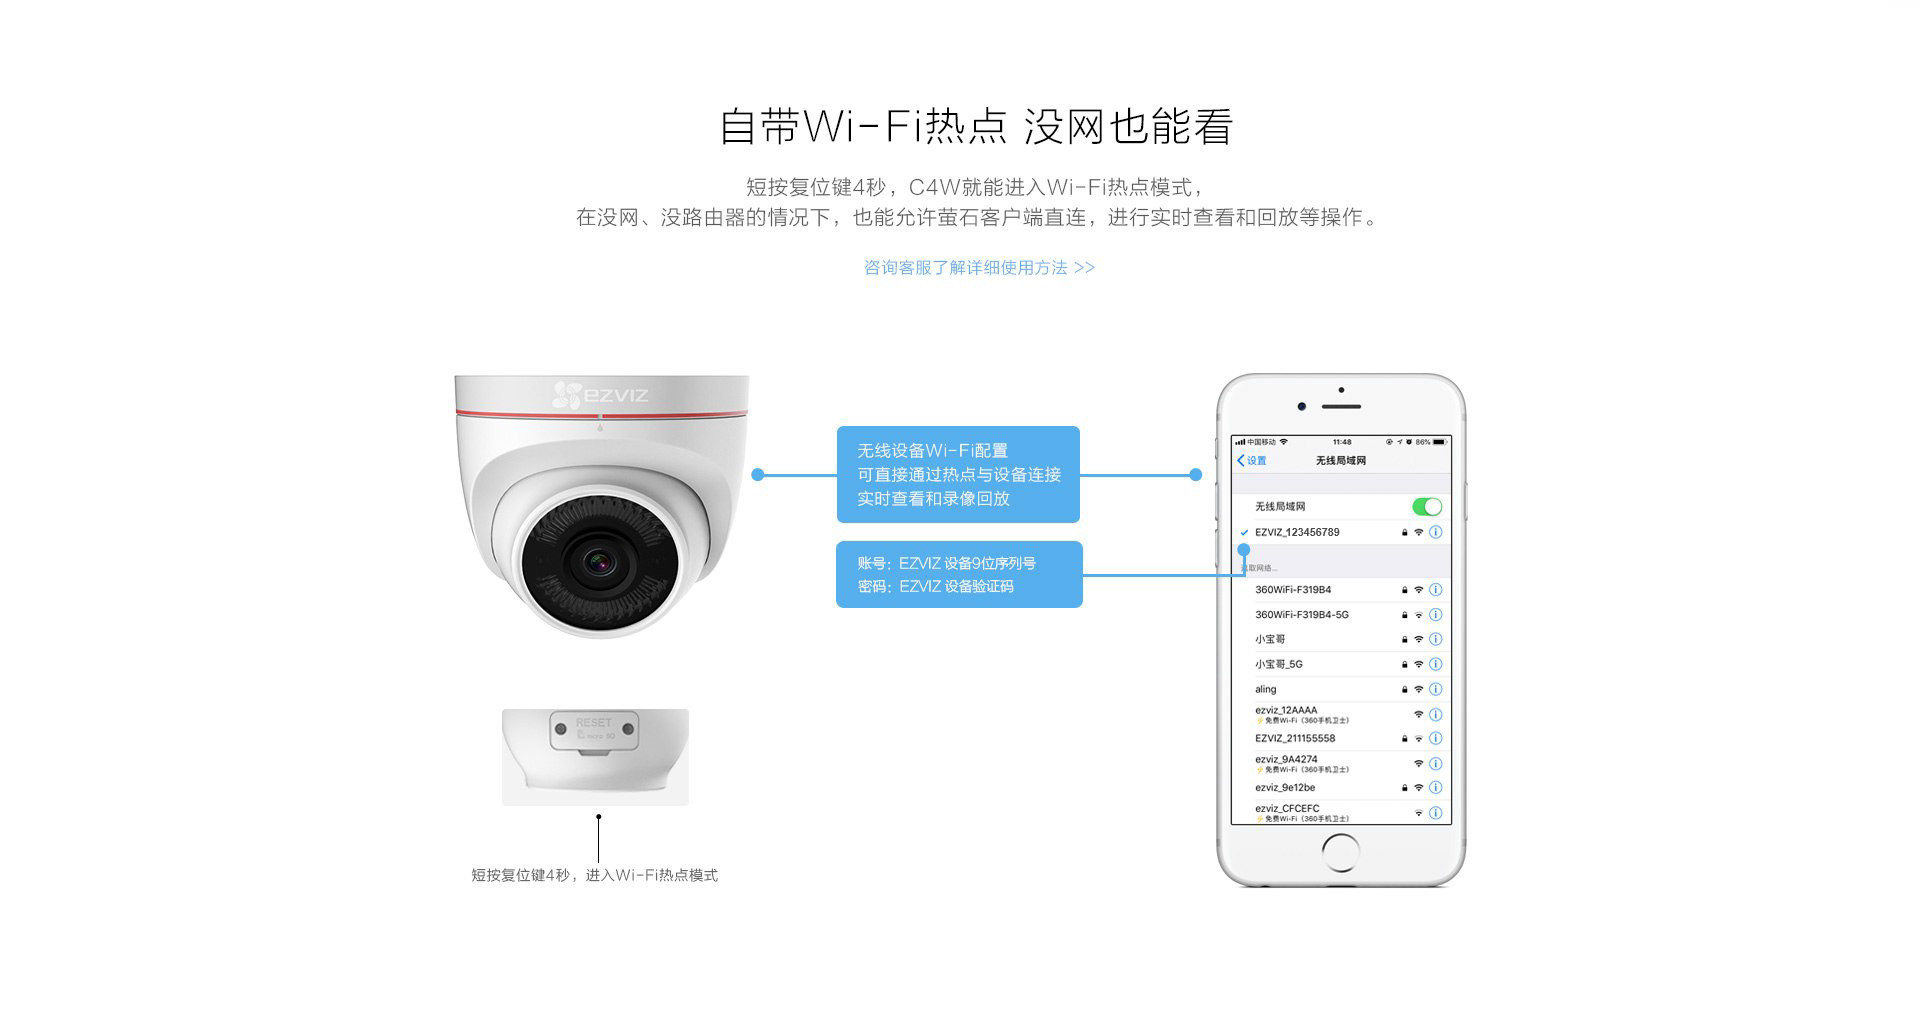 自带Wi-Fi热点 没网也能看
短按复位键4秒，C4W就能进入Wi-Fi热点模式，
在没网、没路由器的情况下，也能允许萤石客户端直连，进行实时查看和回放等操作。
咨询客服了解详细使用方法 >>
EZVIZ
无线设备Wi-Fi配置
可直接通过热点与设备连接
实时查看和录像回放
账号：EZVIZ 设备9位序列号
密码：EZVIZ 设备验证码
RESET
micro SD
短按复位键4秒，进入Wi-Fi热点模式
中国移动 11:48 86%
设置 无线局域网
无线局域网
EZVIZ_123456789
取网络...
360WiFi-F319B4
360WiFi-F319B4-5G
小宝哥
小宝哥_5G
aling
ezviz_12AAAA
免费Wi-Fi（360手机卫士）
EZVIZ_211155558
ezviz_9A4274
免费Wi-Fi（360手机卫士）
ezviz_9e12be
ezviz_CFCEFC
免费Wi-Fi（360手机卫士）